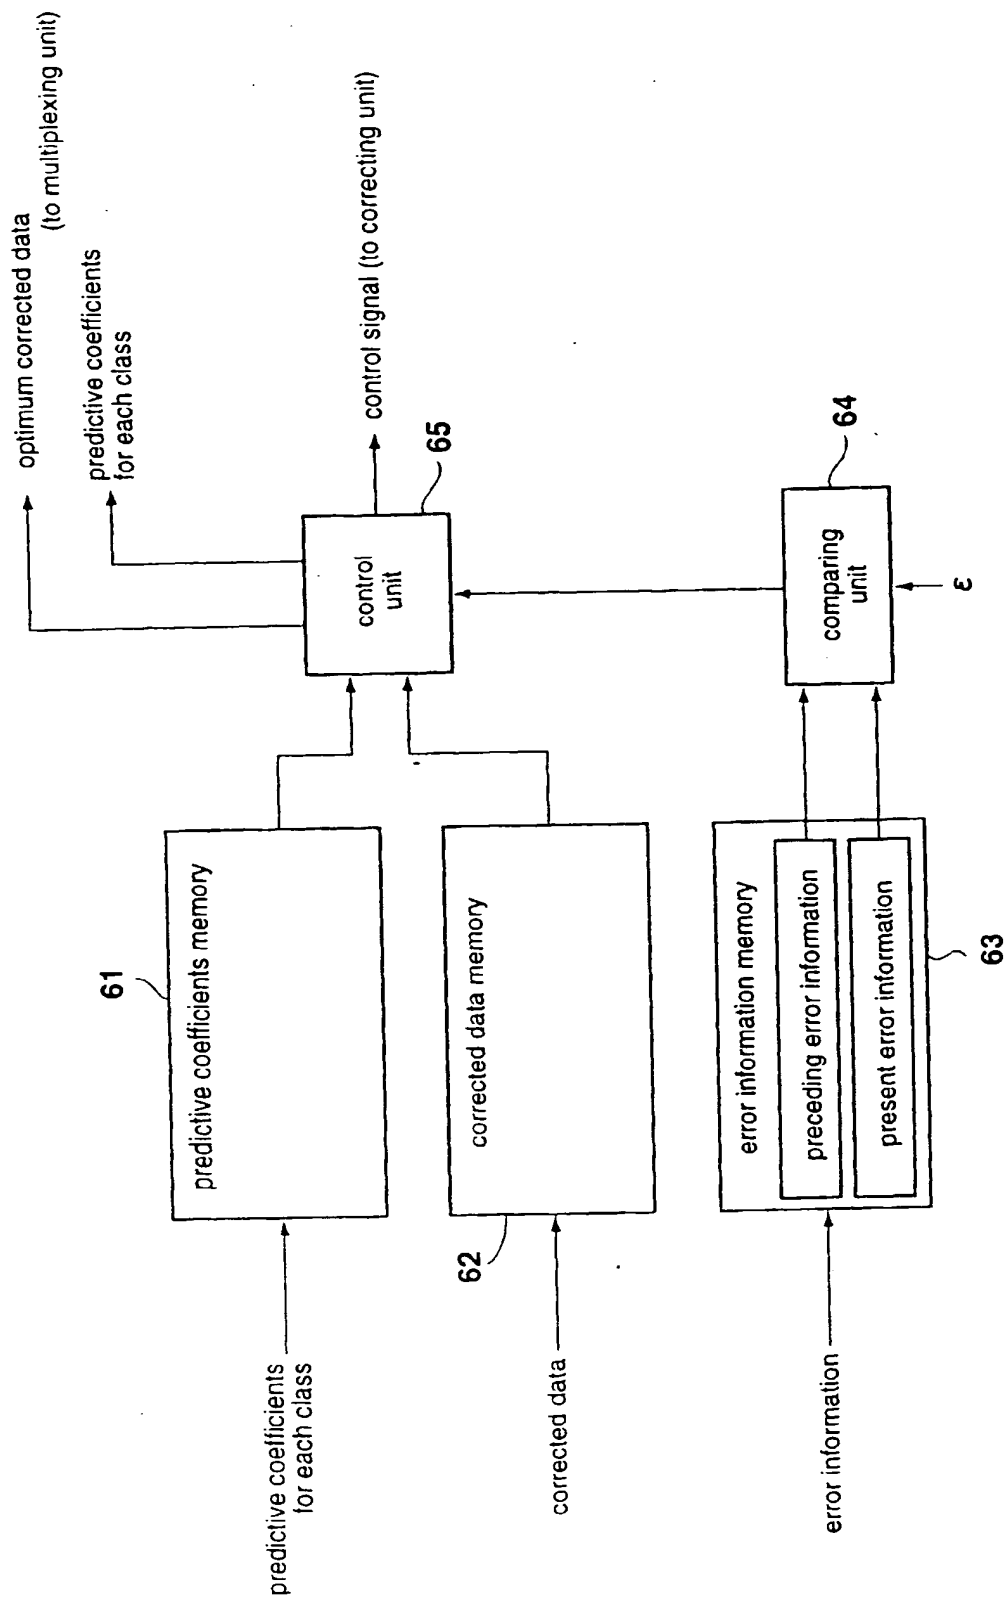 optimum corrected data
(to multiplexing unit)
predictive coefficients
for each class
control signal (to correcting unit)
65
control
unit
64
comparing
unit
ε
61
predictive coefficients memory
62
corrected data memory
63
error information memory
preceding error information
present error information
predictive coefficients
for each class
corrected data
error information